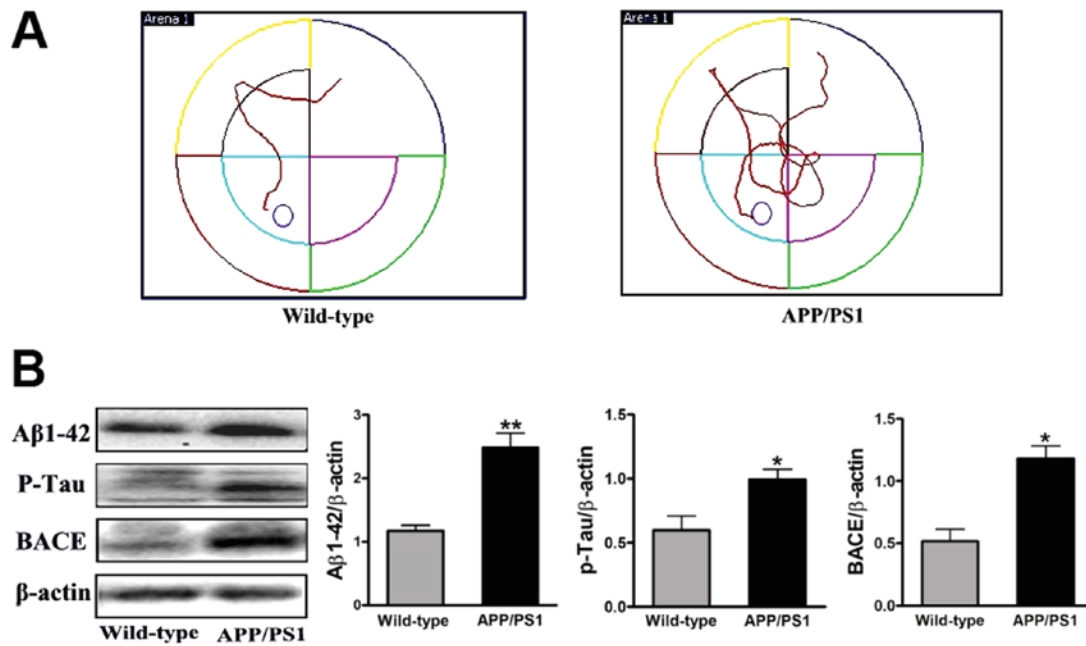 A
Arena 1
Wild-type
Arena 1
APP/PS1
B
Aβ1-42
P-Tau
BACE
β-actin
Wild-type APP/PS1
Aβ1-42/β-actin
3
2
1
0
**
Wild-type APP/PS1
p-Tau/β-actin
1.5
1.0
0.5
0.0
*
Wild-type APP/PS1
BACE/β-actin
1.5
1.0
0.5
0.0
*
Wild-type APP/PS1